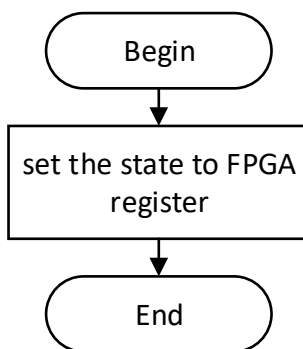 Begin
set the state to FPGA
register
End